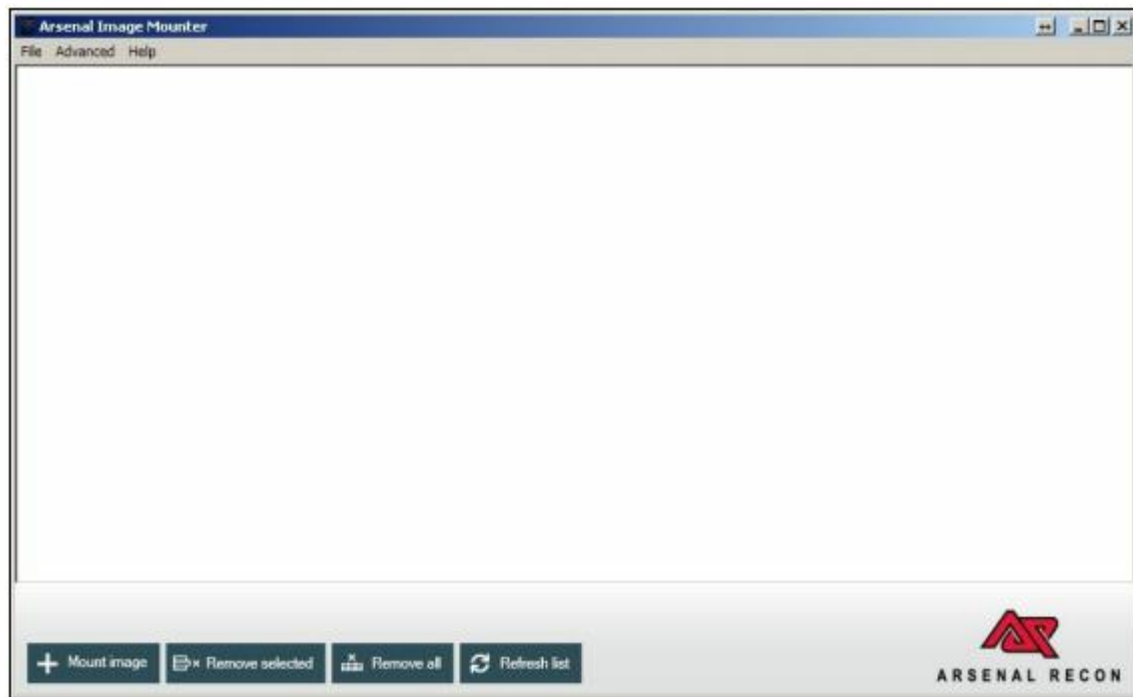 Arsenal Image Mounter
File Advanced Help
Mount image Remove selected Remove all Refresh list
ARSENAL RECON